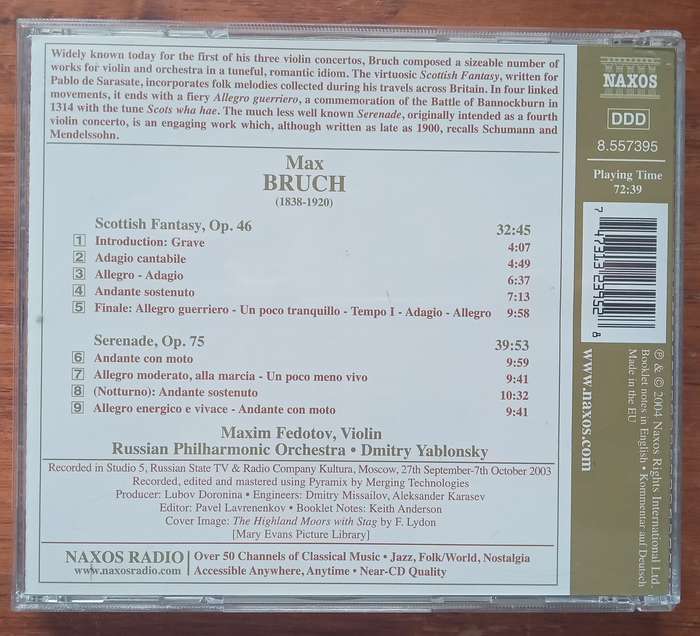 Widely known today for the first of his three violin concertos, Bruch composed a sizeable number of
works for violin and orchestra in a tuneful, romantic idiom. The virtuosic Scottish Fantasy, written for
Pablo de Sarasate, incorporates folk melodies collected during his travels across Britain. In four linked
movements, it ends with a fiery Allegro guerriero, a commemoration of the Battle of Bannockburn in
1314 with the tune Scots wha hae. The much less well known Serenade, originally intended as a fourth
violin concerto, is an engaging work which, although written as late as 1900, recalls Schumann and
Mendelssohn.
Max
BRUCH
(1838-1920)
Scottish Fantasy, Op. 46 32:45
1 Introduction: Grave 4:07
2 Adagio cantabile 4:49
3 Allegro - Adagio 6:37
4 Andante sostenuto 7:13
5 Finale: Allegro guerriero - Un poco tranquillo - Tempo I - Adagio - Allegro 9:58
Serenade, Op. 75 39:53
6 Andante con moto 9:59
7 Allegro moderato, alla marcia - Un poco meno vivo 9:41
8 (Notturno): Andante sostenuto 10:32
9 Allegro energico e vivace - Andante con moto 9:41
Maxim Fedotov, Violin
Russian Philharmonic Orchestra • Dmitry Yablonsky
Recorded in Studio 5, Russian State TV & Radio Company Kultura, Moscow, 27th September-7th October 2003
Recorded, edited and mastered using Pyramix by Merging Technologies
Producer: Lubov Doronina • Engineers: Dmitry Missailov, Aleksander Karasev
Editor: Pavel Lavrenenkov • Booklet Notes: Keith Anderson
Cover Image: The Highland Moors with Stag by F. Lydon
[Mary Evans Picture Library]
NAXOS RADIO
www.naxosradio.com
Over 50 Channels of Classical Music • Jazz, Folk/World, Nostalgia
Accessible Anywhere, Anytime • Near-CD Quality
NAXOS
DDD
8.557395
Playing Time
72:39
7 47313 23952 8
www.naxos.com
℗ & © 2004 Naxos Rights International Ltd.
Booklet notes in English • Kommentar auf Deutsch
Made in the EU